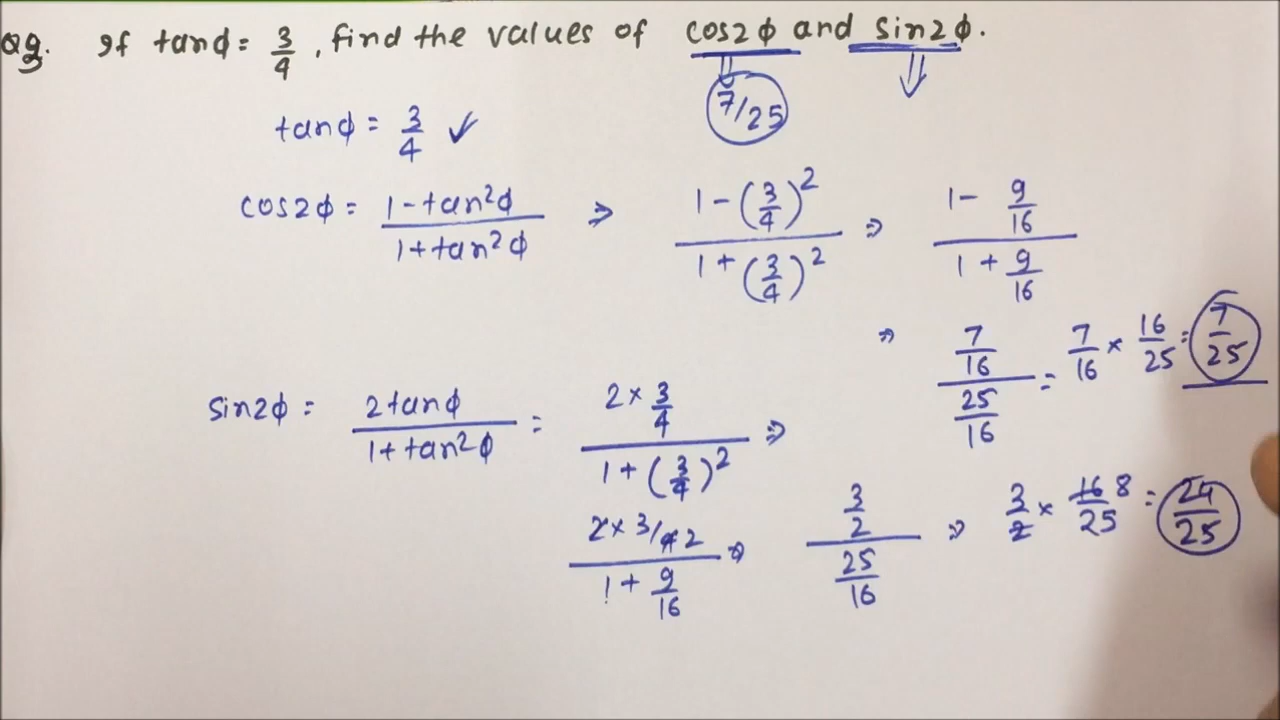 Q9. If tanϕ = 3/4, find the values of cos2ϕ and sin2ϕ.
7/25
tanϕ = 3/4 ✓
cos2ϕ = (1-tan²ϕ)/(1+tan²ϕ) ⇒ (1-(3/4)²)/(1+(3/4)²) ⇒ (1- 9/16)/(1+ 9/16)
⇒ (7/16)/(25/16) = 7/16 × 16/25 = 7/25
sin2ϕ = (2tanϕ)/(1+tan²ϕ) = (2×3/4)/(1+(3/4)²) ⇒
(2×3/4 2)/(1+ 9/16) ⇒ (3/2)/(25/16) ⇒ 3/2 × 16 8/25 = 24/25